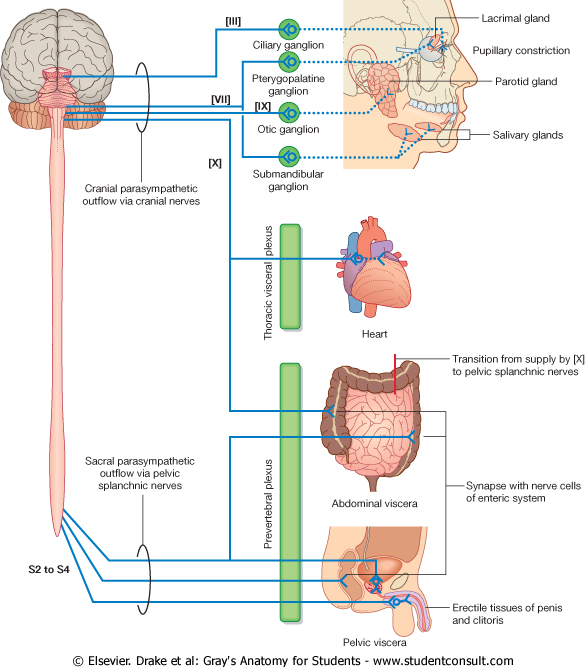 [III]
Ciliary ganglion
Lacrimal gland
Pupillary constriction
Pterygopalatine
ganglion
[VII]
[IX]
Parotid gland
Otic ganglion
Salivary glands
[X]
Submandibular
ganglion
Cranial parasympathetic
outflow via cranial nerves
Thoracic visceral plexus
Heart
Transition from supply by [X]
to pelvic splanchnic nerves
Sacral parasympathetic
outflow via pelvic
splanchnic nerves
Prevertebral plexus
Abdominal viscera
Synapse with nerve cells
of enteric system
S2 to S4
Erectile tissues of penis
and clitoris
Pelvic viscera
© Elsevier. Drake et al: Gray's Anatomy for Students - www.studentconsult.com